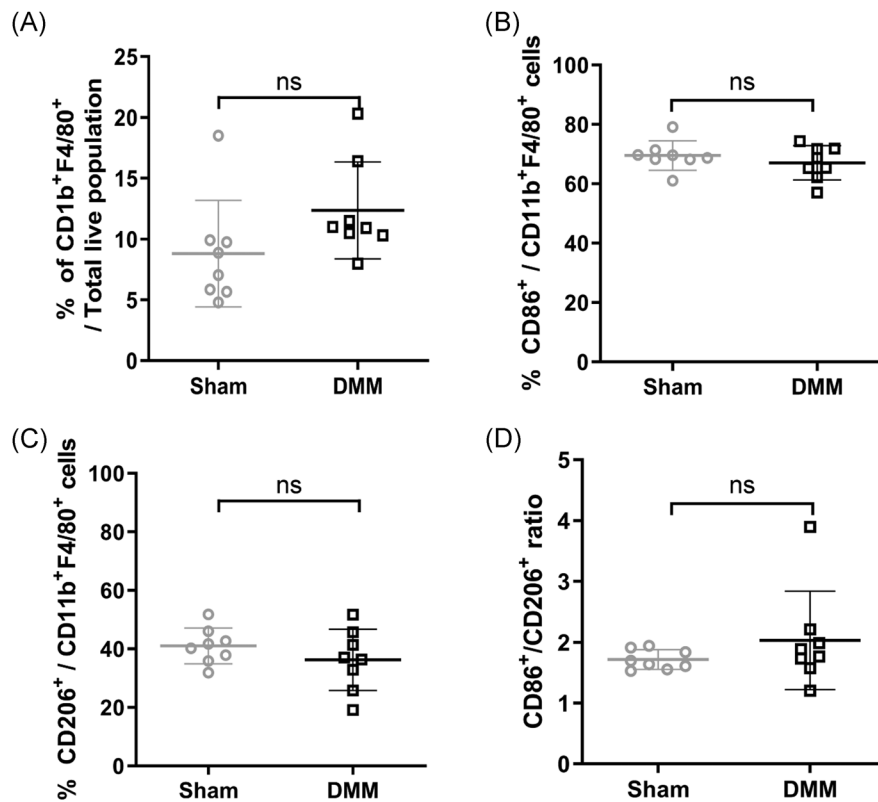 (A)
% of CD1b⁺F4/80⁺
/ Total live population
25
20
15
10
5
0
ns
Sham
DMM
(B)
% CD86⁺ / CD11b⁺F4/80⁺ cells
100
80
60
40
20
0
ns
Sham
DMM
(C)
% CD206⁺ / CD11b⁺F4/80⁺ cells
100
80
60
40
20
0
ns
Sham
DMM
(D)
CD86⁺/CD206⁺ ratio
5
4
3
2
1
0
ns
Sham
DMM